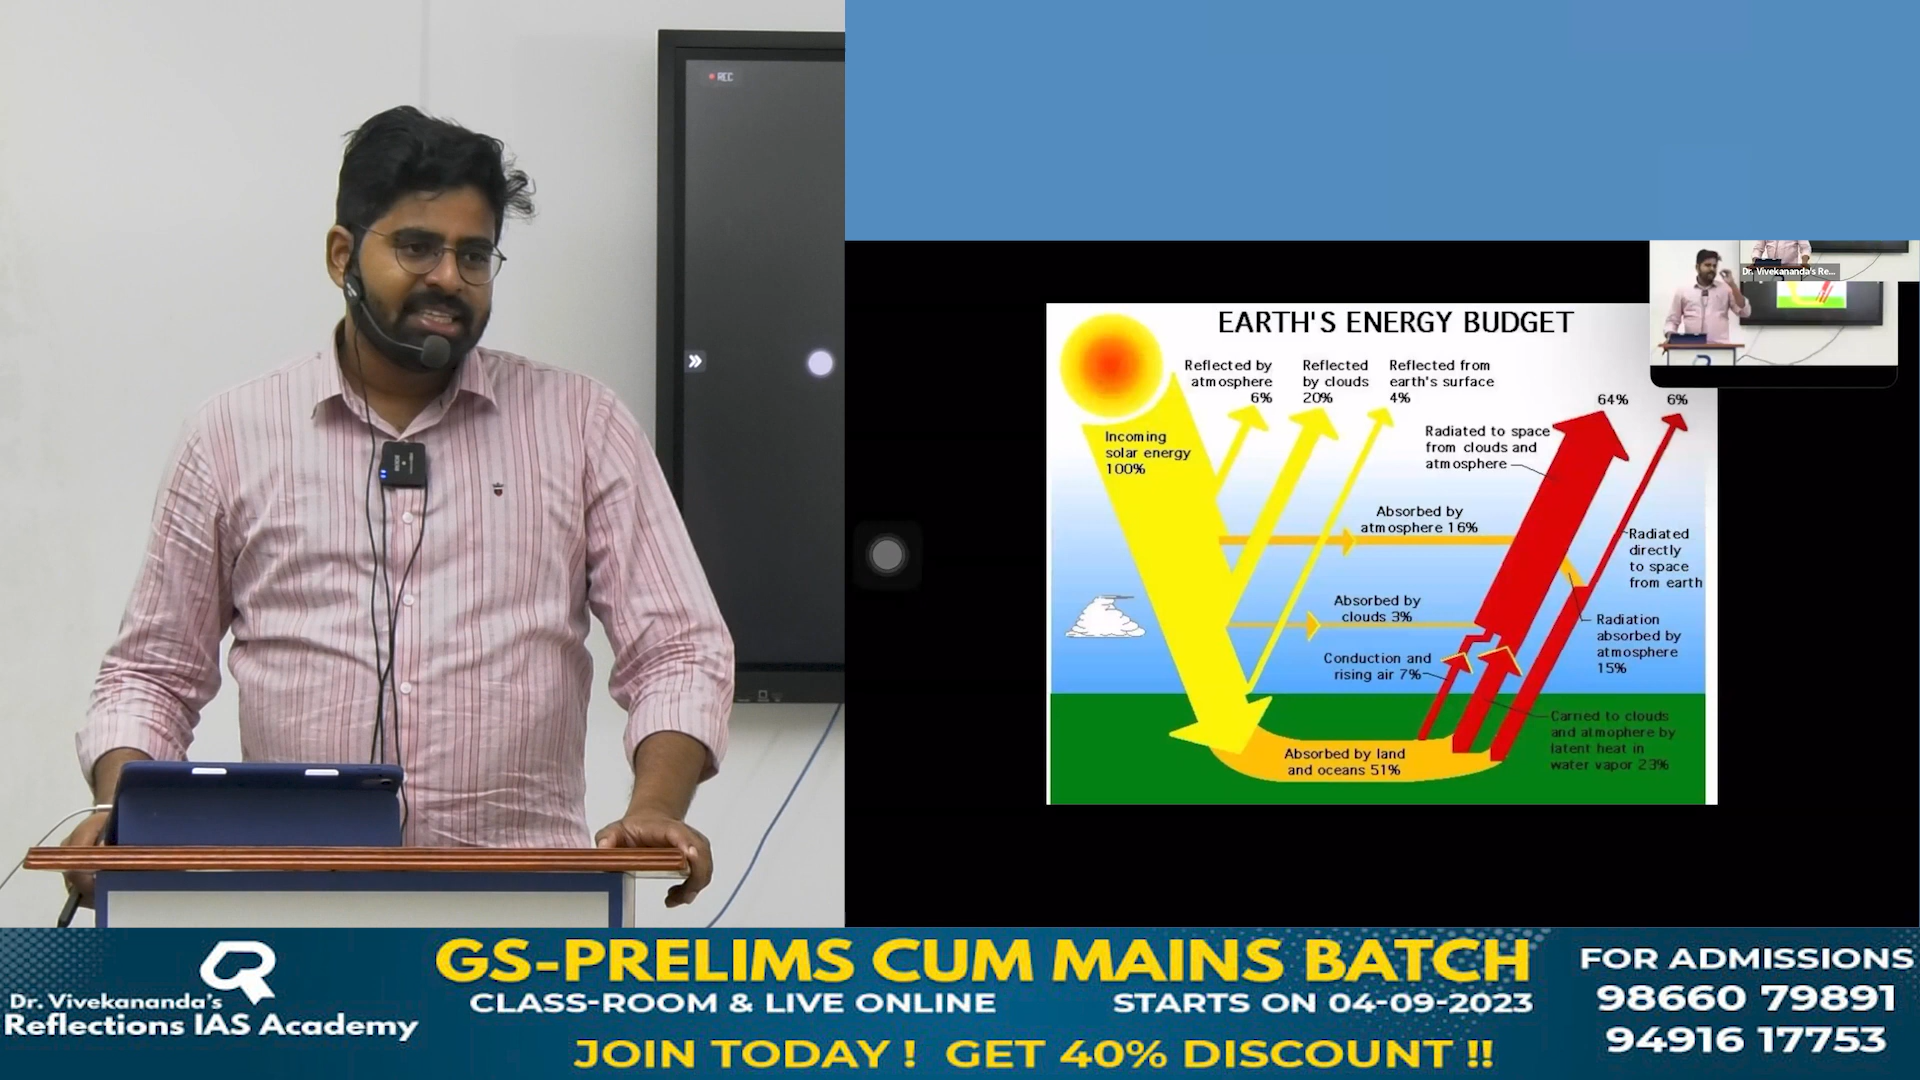 REC
Dr. Vivekananda's Re...
EARTH'S ENERGY BUDGET
Reflected by
atmosphere
6%
Reflected
by clouds
20%
Reflected from
earth's surface
4%
64%
6%
Incoming
solar energy
100%
Radiated to space
from clouds and
atmosphere
Absorbed by
atmosphere 16%
Radiated
directly
to space
from earth
Absorbed by
clouds 3%
Radiation
absorbed by
atmosphere
15%
Conduction and
rising air 7%
Carried to clouds
and atmophere by
latent heat in
water vapor 23%
Absorbed by land
and oceans 51%
Dr. Vivekananda's
Reflections IAS Academy
GS-PRELIMS CUM MAINS BATCH
CLASS-ROOM & LIVE ONLINE STARTS ON 04-09-2023
JOIN TODAY ! GET 40% DISCOUNT !!
FOR ADMISSIONS
98660 79891
94916 17753